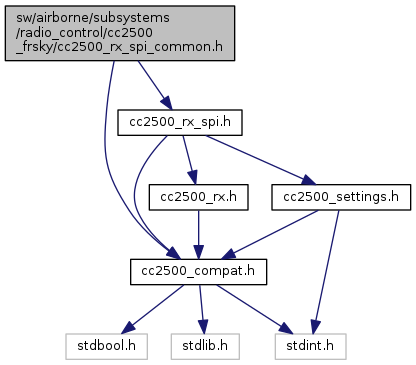 sw/airborne/subsystems
/radio_control/cc2500
_frsky/cc2500_rx_spi_common.h
cc2500_rx_spi.h
cc2500_rx.h
cc2500_settings.h
cc2500_compat.h
stdbool.h
stdlib.h
stdint.h